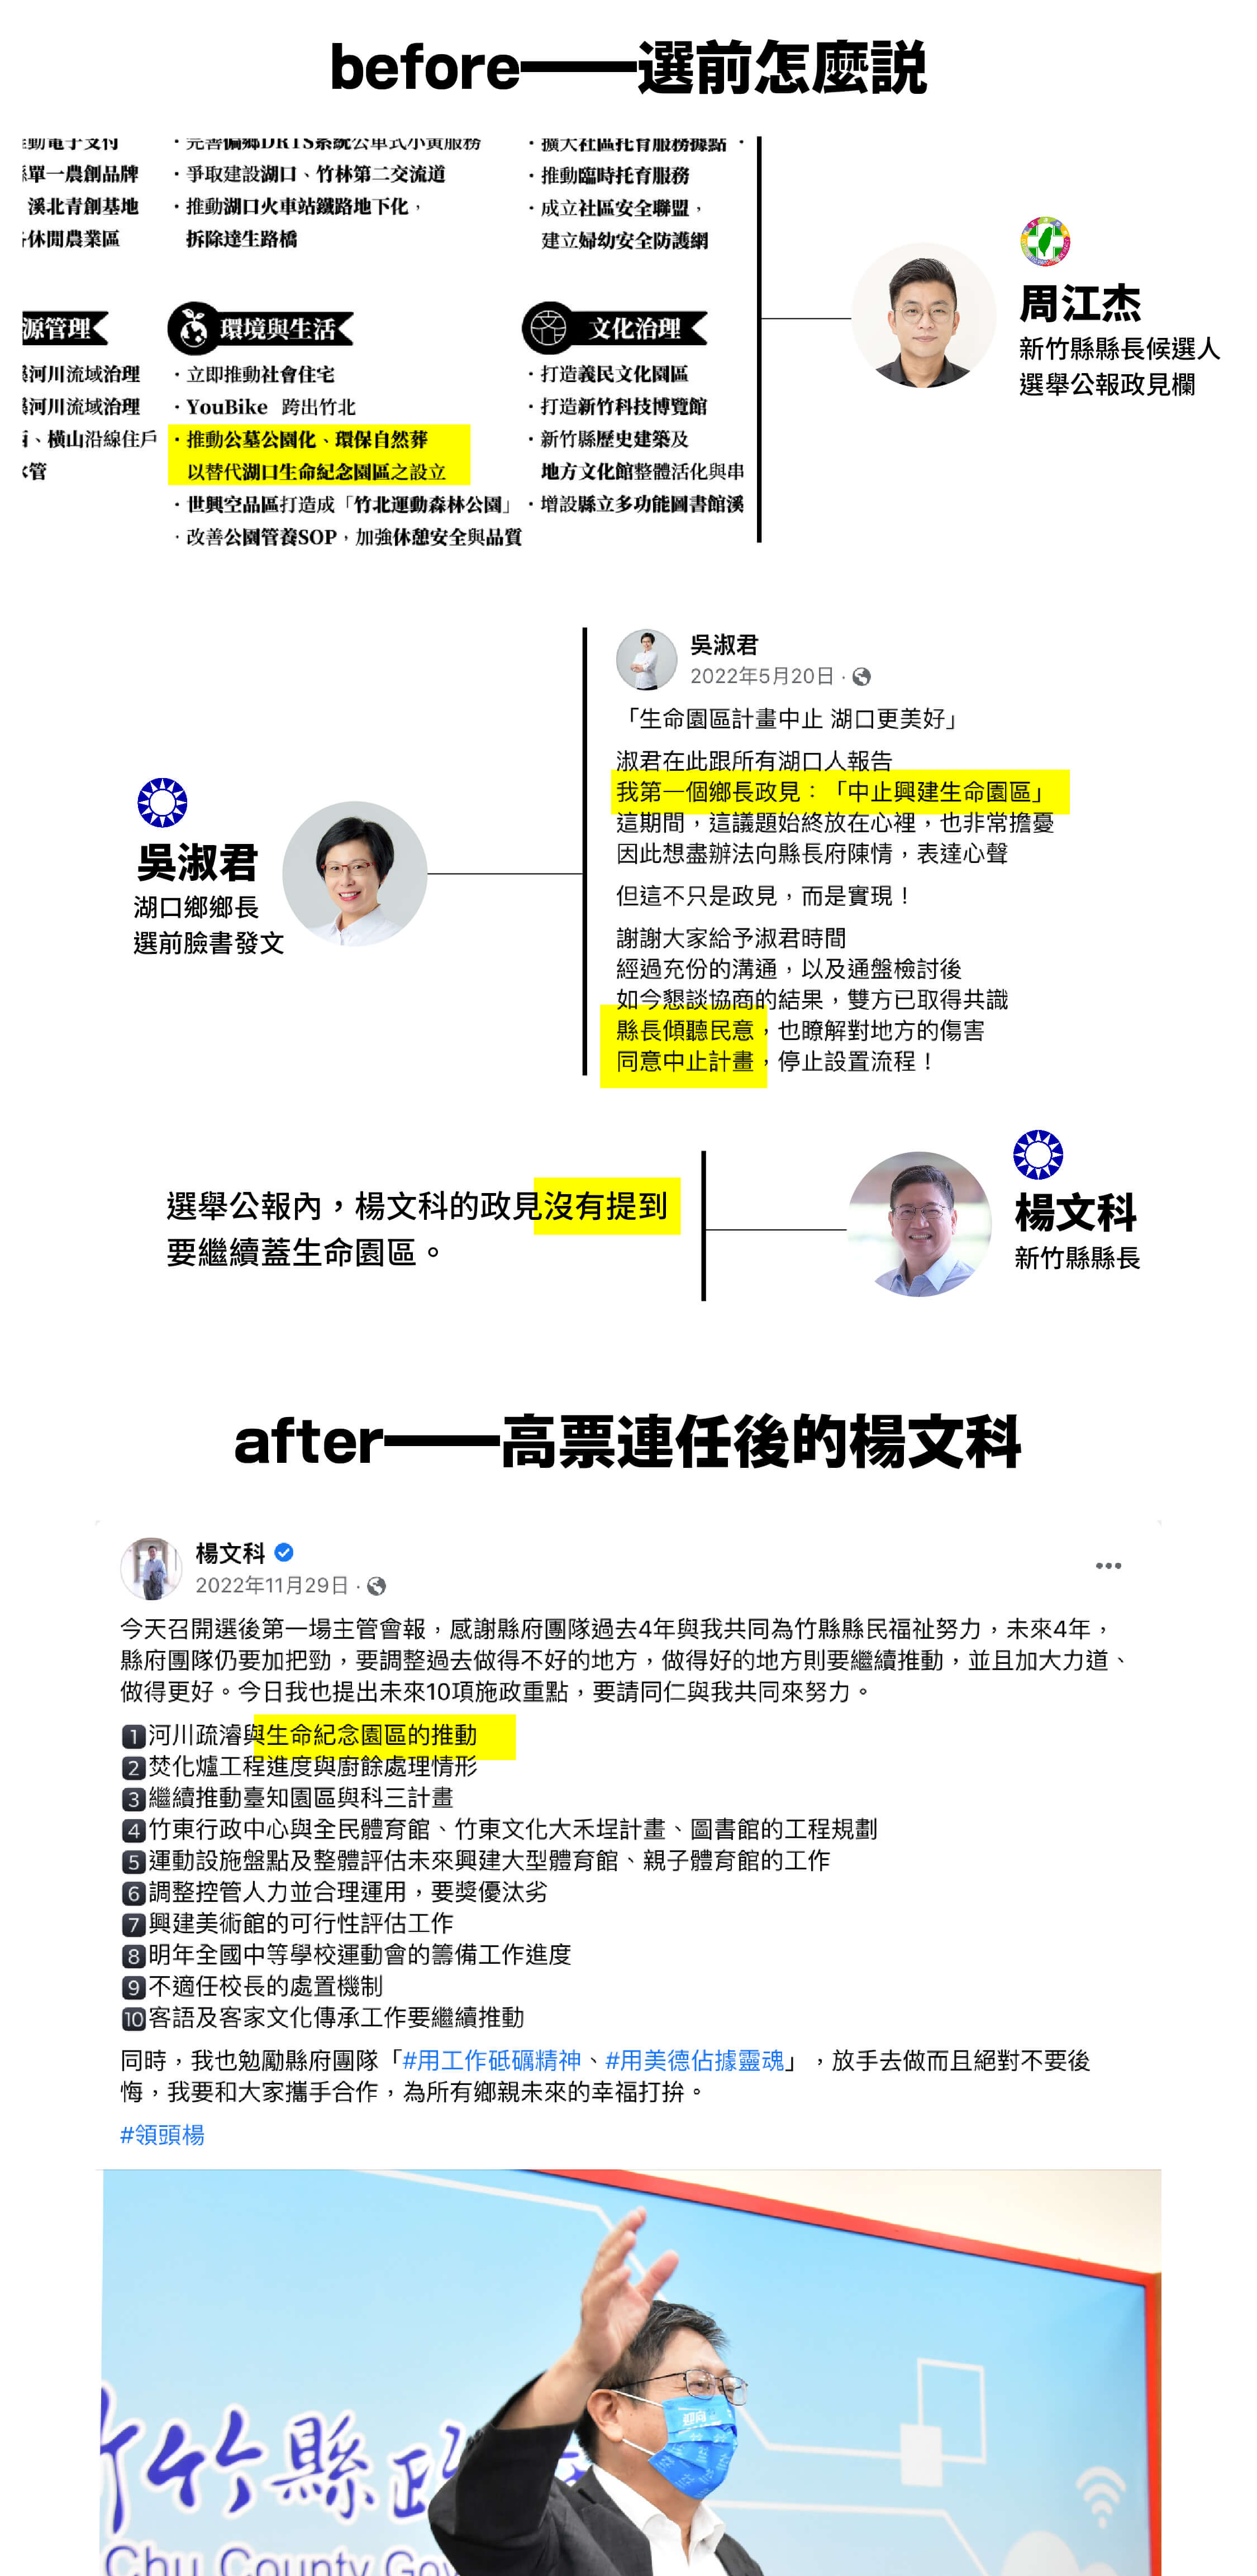 before——選前怎麼說
動電子支付
單一農創品牌
溪北青創基地
休閒農業區
・完善偏鄉DRTS系統公車式小黃服務
・爭取建設湖口、竹林第二交流道
・推動湖口火車站鐵路地下化，
拆除達生路橋
・擴大社區托育服務據點・
・推動臨時托育服務
・成立社區安全聯盟，
建立婦幼安全防護網
周江杰
新竹縣縣長候選人
選舉公報政見欄
源管理
河川流域治理
河川流域治理
、橫山沿線住戶
管
環境與生活
・立即推動社會住宅
・YouBike 跨出竹北
・推動公墓公園化、環保自然葬
以替代湖口生命紀念園區之設立
・世興空品區打造成「竹北運動森林公園」
・改善公園管養SOP，加強休憩安全與品質
文化治理
・打造義民文化園區
・打造新竹科技博覽館
・新竹縣歷史建築及
地方文化館整體活化與串
・增設縣立多功能圖書館溪
吳淑君
湖口鄉鄉長
選前臉書發文
吳淑君
2022年5月20日 ·
「生命園區計畫中止 湖口更美好」
淑君在此跟所有湖口人報告
我第一個鄉長政見：「中止興建生命園區」
這期間，這議題始終放在心裡，也非常擔憂
因此想盡辦法向縣長府陳情，表達心聲
但這不只是政見，而是實現！
謝謝大家給予淑君時間
經過充份的溝通，以及通盤檢討後
如今懇談協商的結果，雙方已取得共識
縣長傾聽民意，也瞭解對地方的傷害
同意中止計畫，停止設置流程！
選舉公報內，楊文科的政見沒有提到
要繼續蓋生命園區。
楊文科
新竹縣縣長
after——高票連任後的楊文科
楊文科
2022年11月29日 ·
今天召開選後第一場主管會報，感謝縣府團隊過去4年與我共同為竹縣縣民福祉努力，未來4年，
縣府團隊仍要加把勁，要調整過去做得不好的地方，做得好的地方則要繼續推動，並且加大力道、
做得更好。今日我也提出未來10項施政重點，要請同仁與我共同來努力。
1河川疏濬與生命紀念園區的推動
2焚化爐工程進度與廚餘處理情形
3繼續推動臺知園區與科三計畫
4竹東行政中心與全民體育館、竹東文化大禾埕計畫、圖書館的工程規劃
5運動設施盤點及整體評估未來興建大型體育館、親子體育館的工作
6調整控管人力並合理運用，要獎優汰劣
7興建美術館的可行性評估工作
8明年全國中等學校運動會的籌備工作進度
9不適任校長的處置機制
10客語及客家文化傳承工作要繼續推動
同時，我也勉勵縣府團隊「#用工作砥礪精神、#用美德佔據靈魂」，放手去做而且絕對不要後
悔，我要和大家攜手合作，為所有鄉親未來的幸福打拚。
#領頭楊
新竹縣政
Chu County Gov